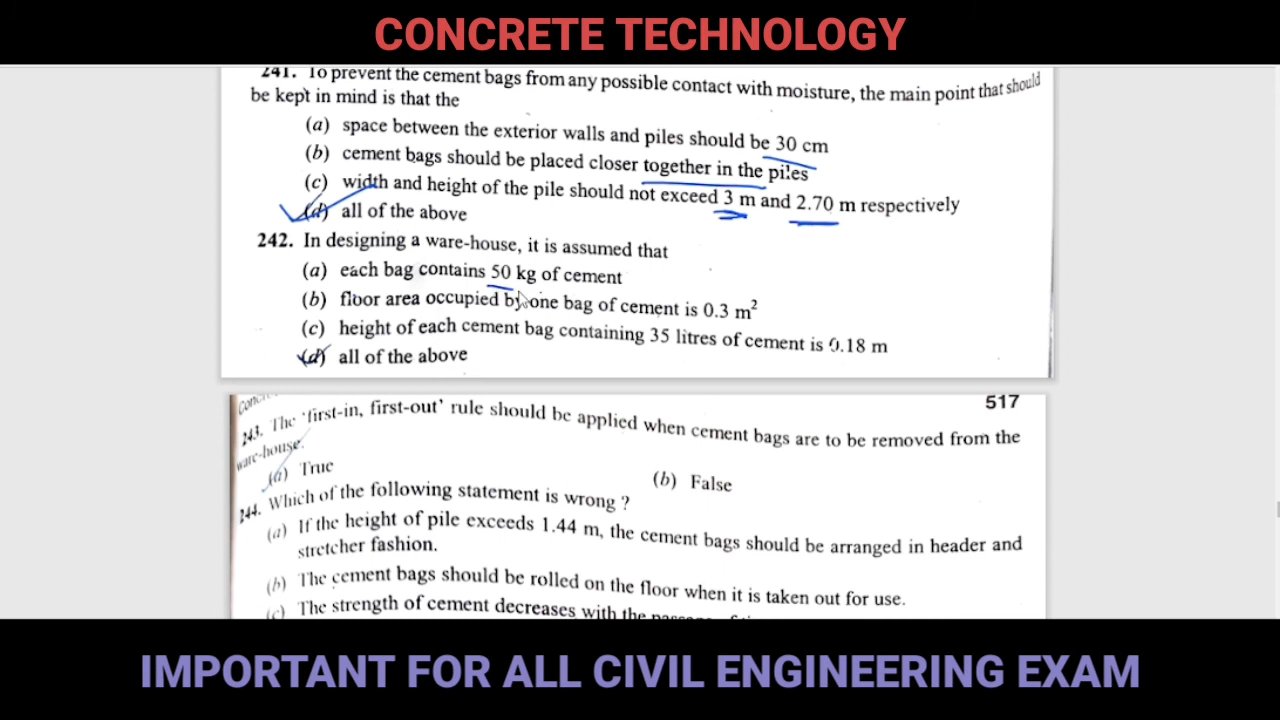 CONCRETE TECHNOLOGY
241. To prevent the cement bags from any possible contact with moisture, the main point that should
be kept in mind is that the
(a) space between the exterior walls and piles should be 30 cm
(b) cement bags should be placed closer together in the piles
(c) width and height of the pile should not exceed 3 m and 2.70 m respectively
(d) all of the above
242. In designing a ware-house, it is assumed that
(a) each bag contains 50 kg of cement
(b) floor area occupied by one bag of cement is 0.3 m²
(c) height of each cement bag containing 35 litres of cement is 0.18 m
(d) all of the above
517
243. The 'first-in, first-out' rule should be applied when cement bags are to be removed from the
ware-house.
(a) True (b) False
244. Which of the following statement is wrong ?
(a) If the height of pile exceeds 1.44 m, the cement bags should be arranged in header and
stretcher fashion.
(b) The cement bags should be rolled on the floor when it is taken out for use.
(c) The strength of cement decreases with the
IMPORTANT FOR ALL CIVIL ENGINEERING EXAM